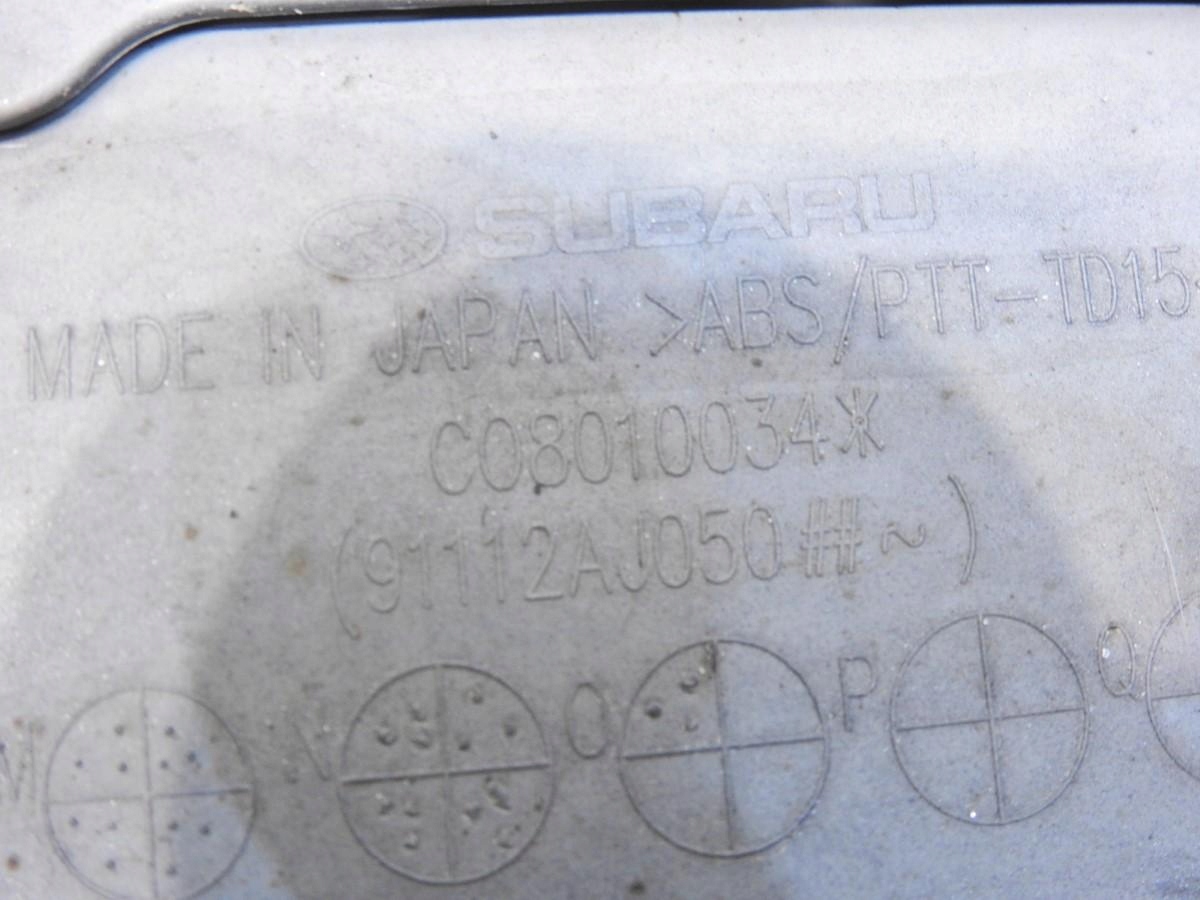 SUBARU
MADE IN JAPAN >ABS/PTT-TD15
C08010034*
(91112AJ050##~)
M N O P Q